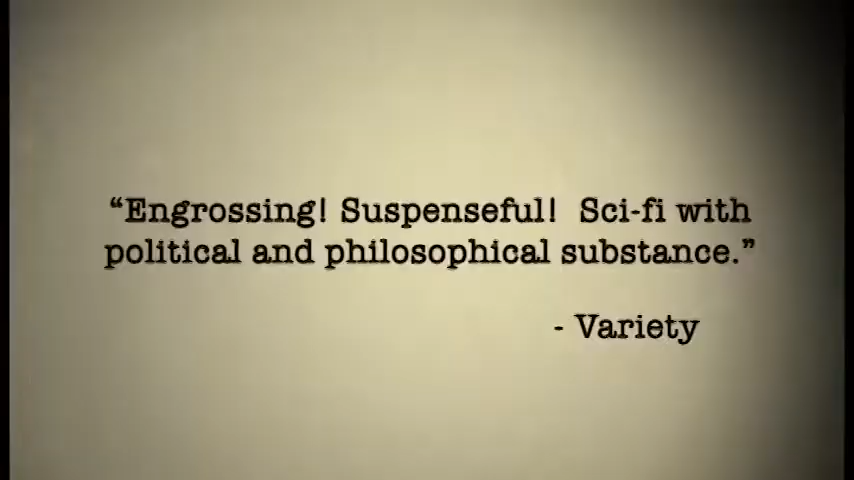 “Engrossing! Suspenseful!  Sci-fi with
political and philosophical substance.”
- Variety